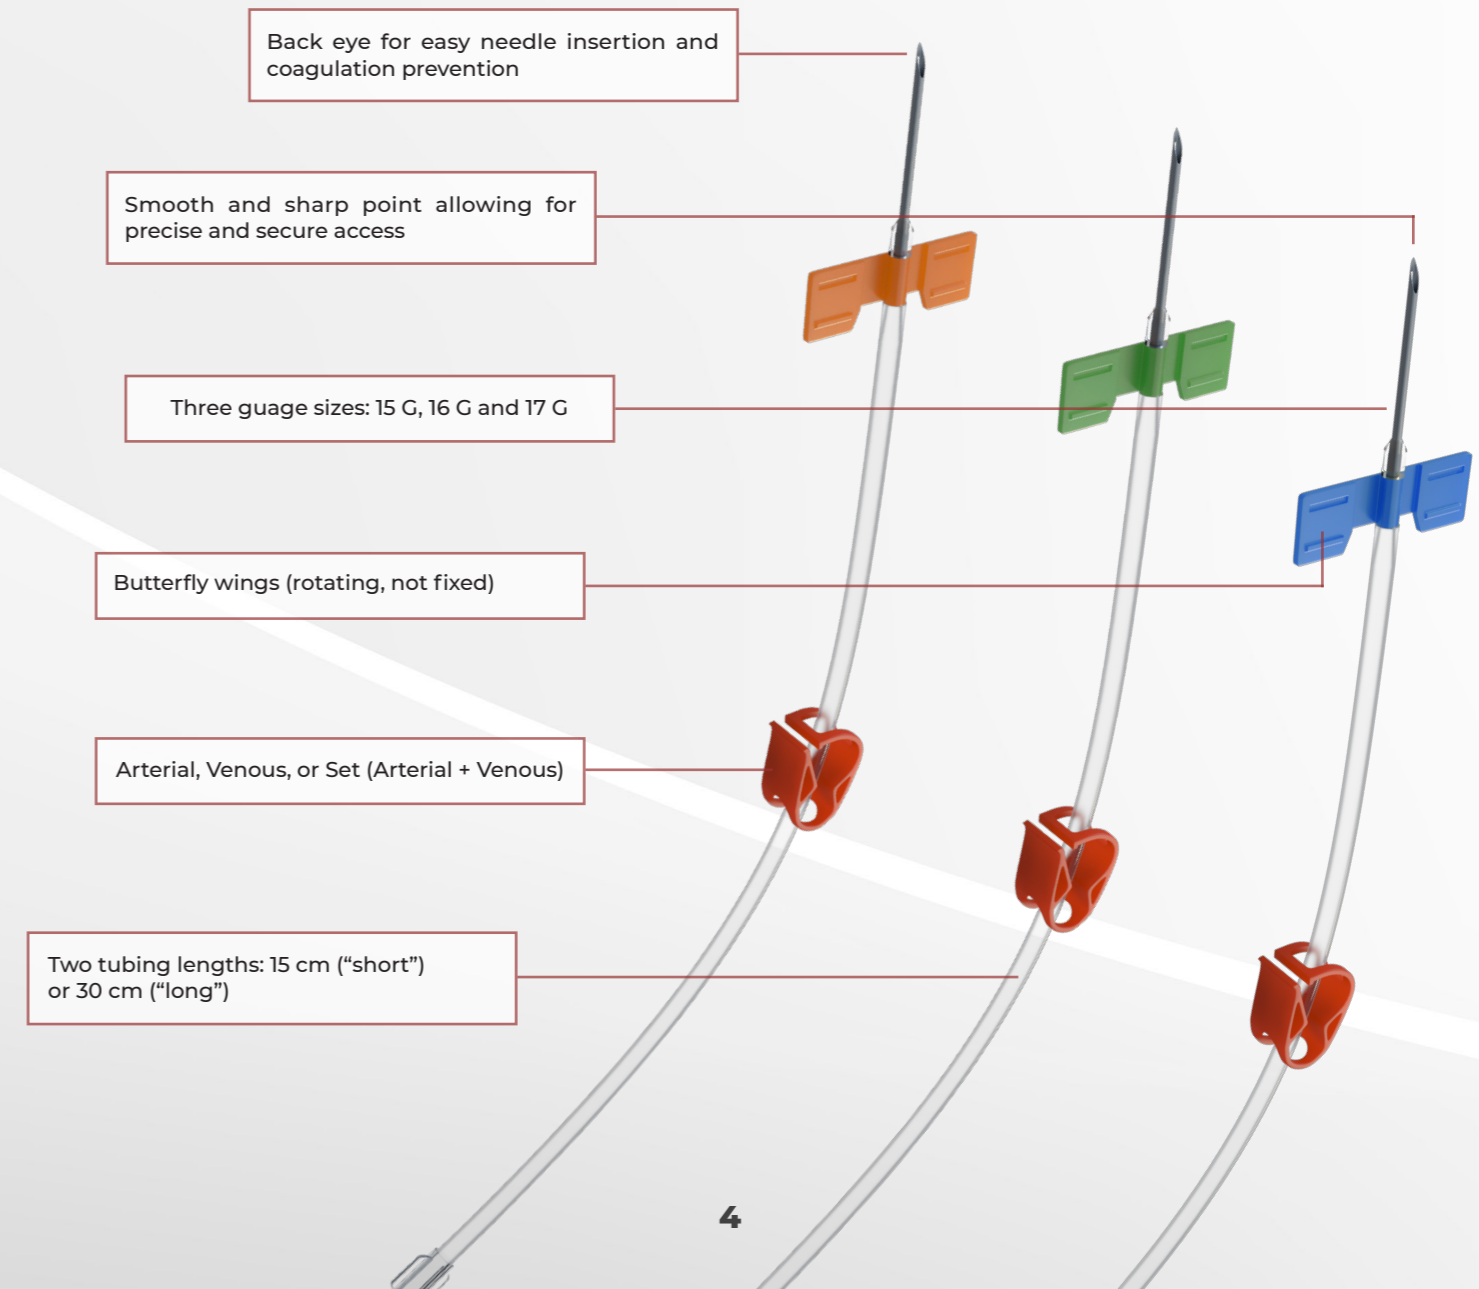 Back eye for easy needle insertion and
coagulation prevention
Smooth and sharp point allowing for
precise and secure access
Three guage sizes: 15 G, 16 G and 17 G
Butterfly wings (rotating, not fixed)
Arterial, Venous, or Set (Arterial + Venous)
Two tubing lengths: 15 cm (“short”)
or 30 cm (“long”)
4